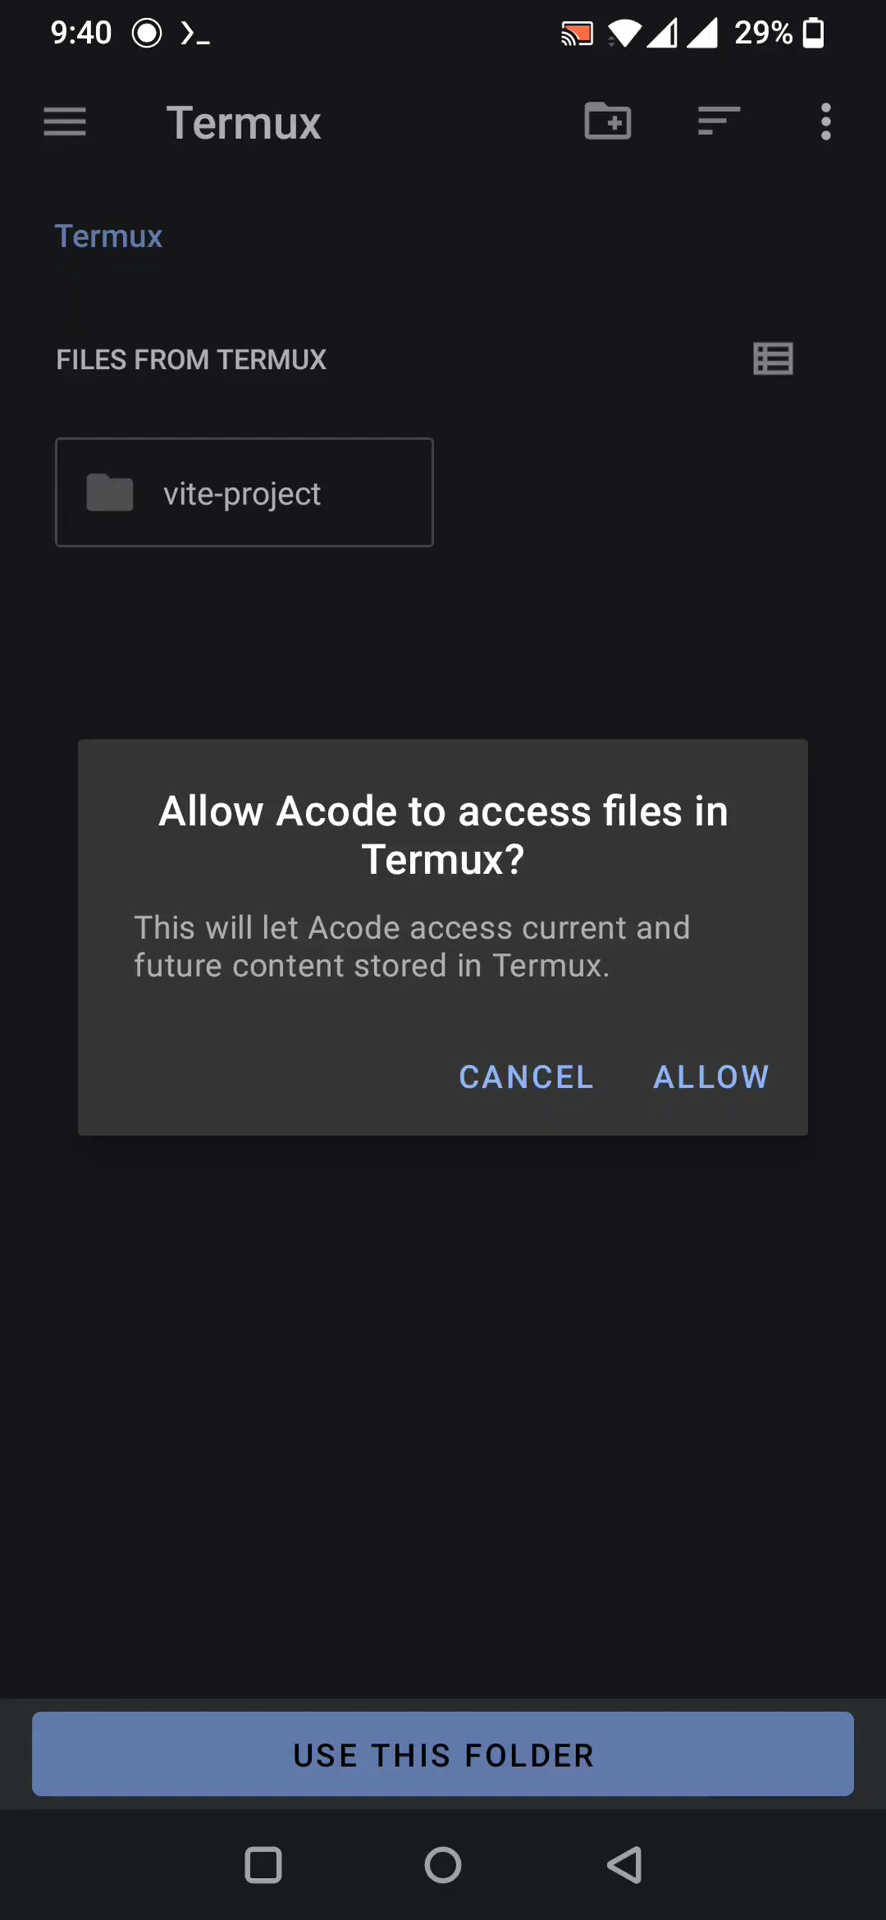 9:40 29%
Termux
Termux
FILES FROM TERMUX
vite-project
Allow Acode to access files in
Termux?
This will let Acode access current and
future content stored in Termux.
CANCEL ALLOW
USE THIS FOLDER